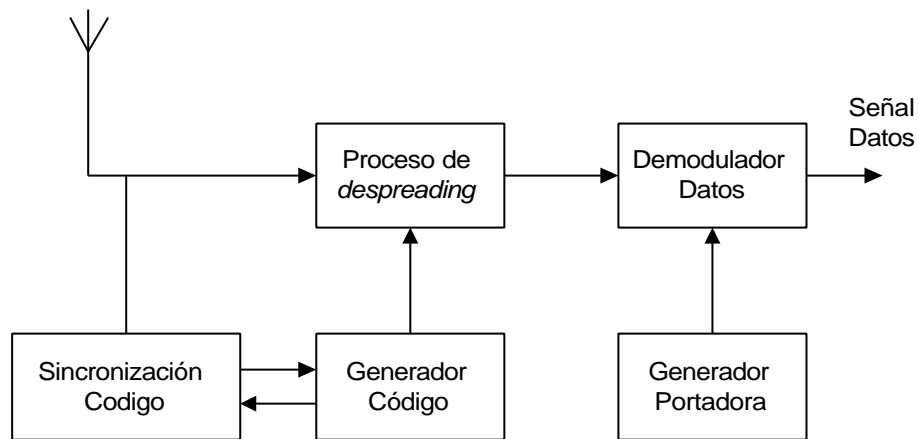 Señal
Datos
Proceso de
despreading
Demodulador
Datos
Sincronización
Codigo
Generador
Código
Generador
Portadora